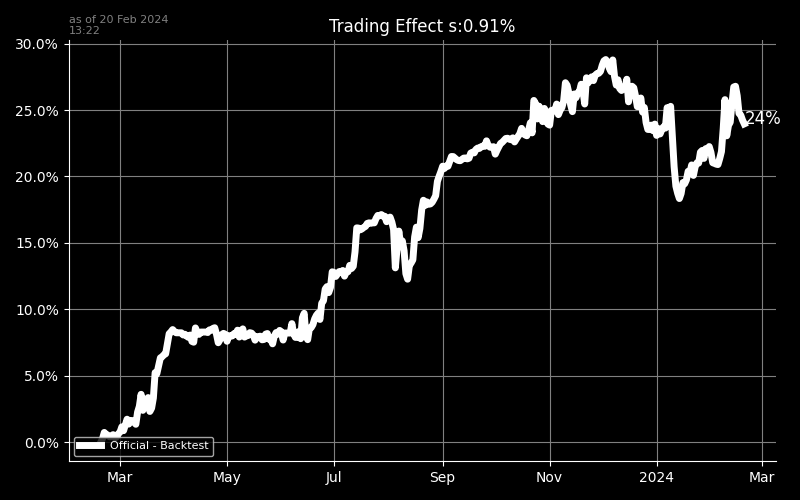 as of 20 Feb 2024
13:22
Trading Effect s:0.91%
30.0%
25.0%
24%
20.0%
15.0%
10.0%
5.0%
0.0%
Official - Backtest
Mar May Jul Sep Nov 2024 Mar